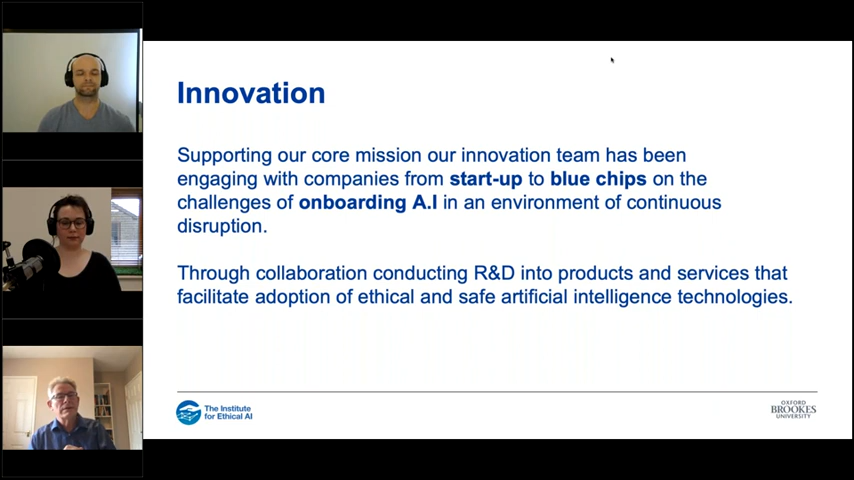 Innovation
Supporting our core mission our innovation team has been
engaging with companies from start-up to blue chips on the
challenges of onboarding A.I in an environment of continuous
disruption.
Through collaboration conducting R&D into products and services that
facilitate adoption of ethical and safe artificial intelligence technologies.
The Institute
for Ethical AI
OXFORD
BROOKES
UNIVERSITY